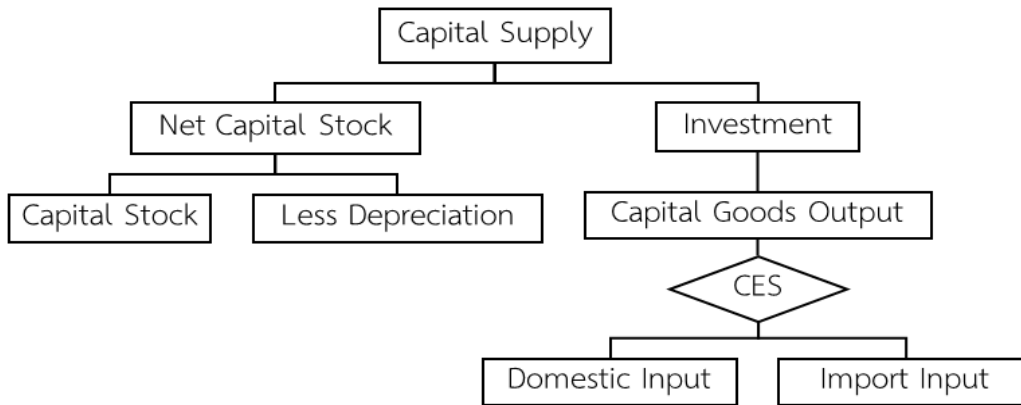 Capital Supply
Net Capital Stock
Investment
Capital Stock
Less Depreciation
Capital Goods Output
CES
Domestic Input
Import Input